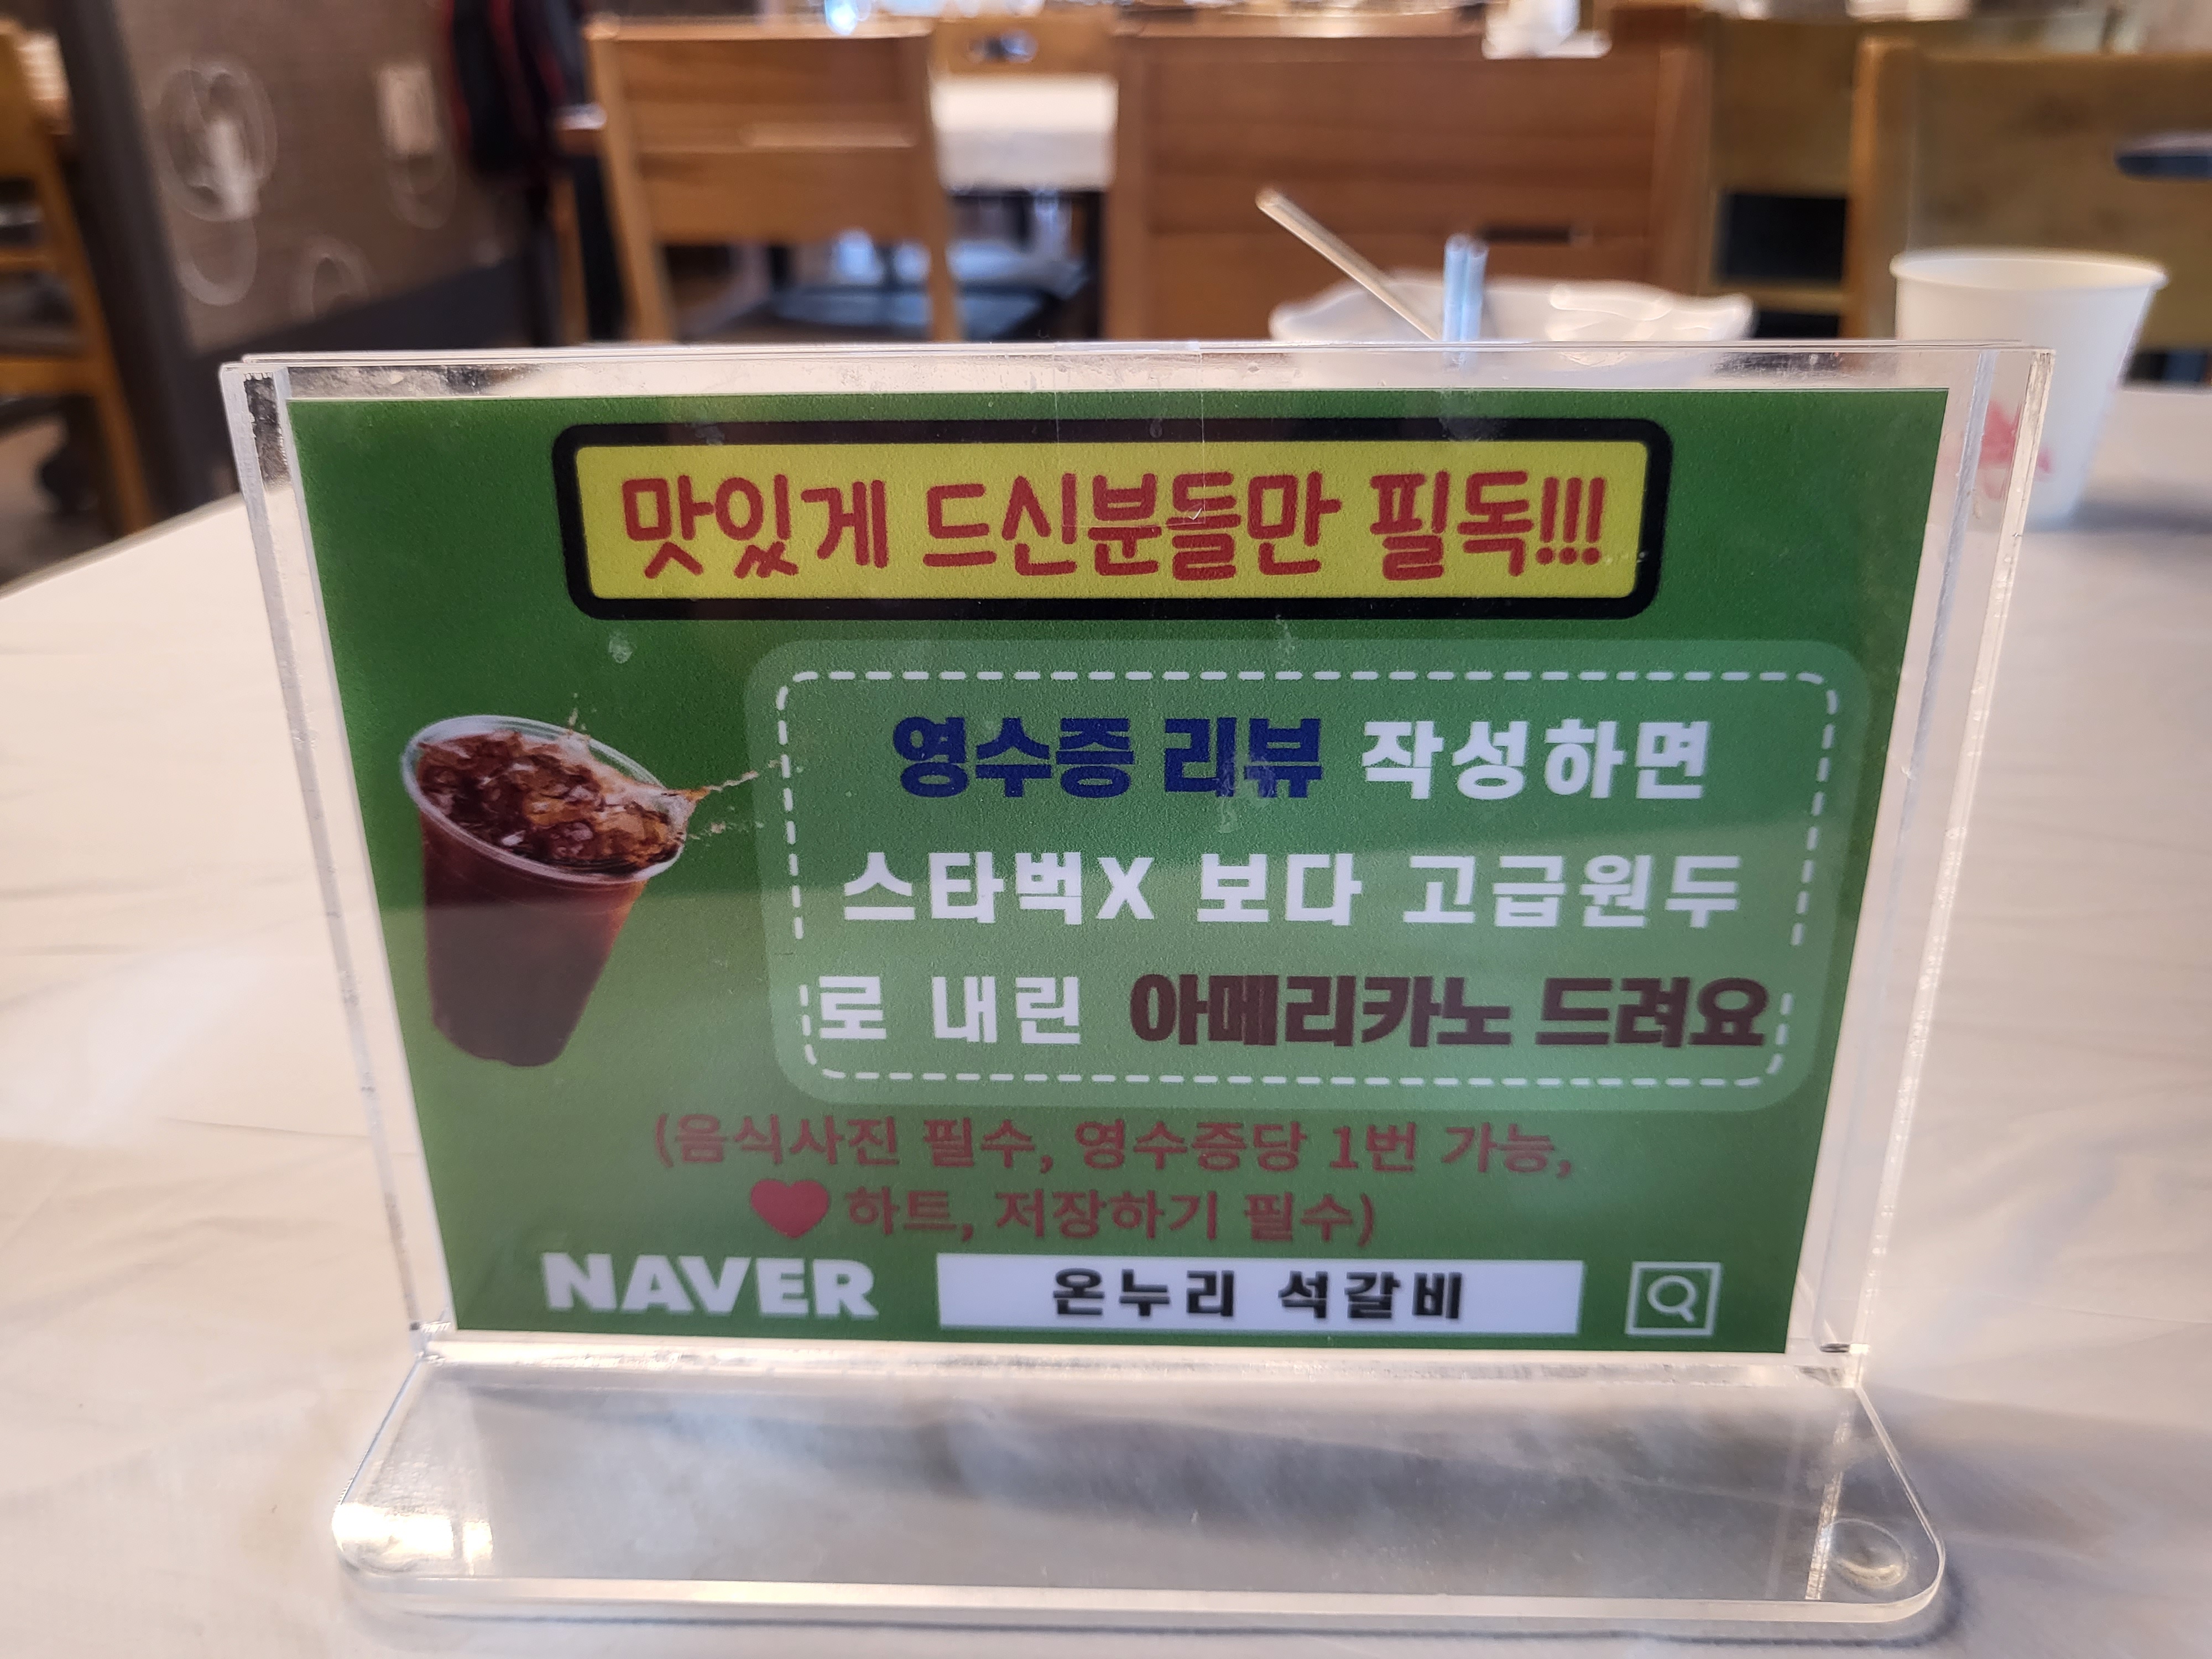 맛있게 드신분들만 필독!!!
영수증 리뷰 작성하면
스타벅X 보다 고급원두
로 내린 아메리카노 드려요
(음식사진 필수, 영수증당 1번 가능,
♥하트, 저장하기 필수)
NAVER 온누리 석갈비